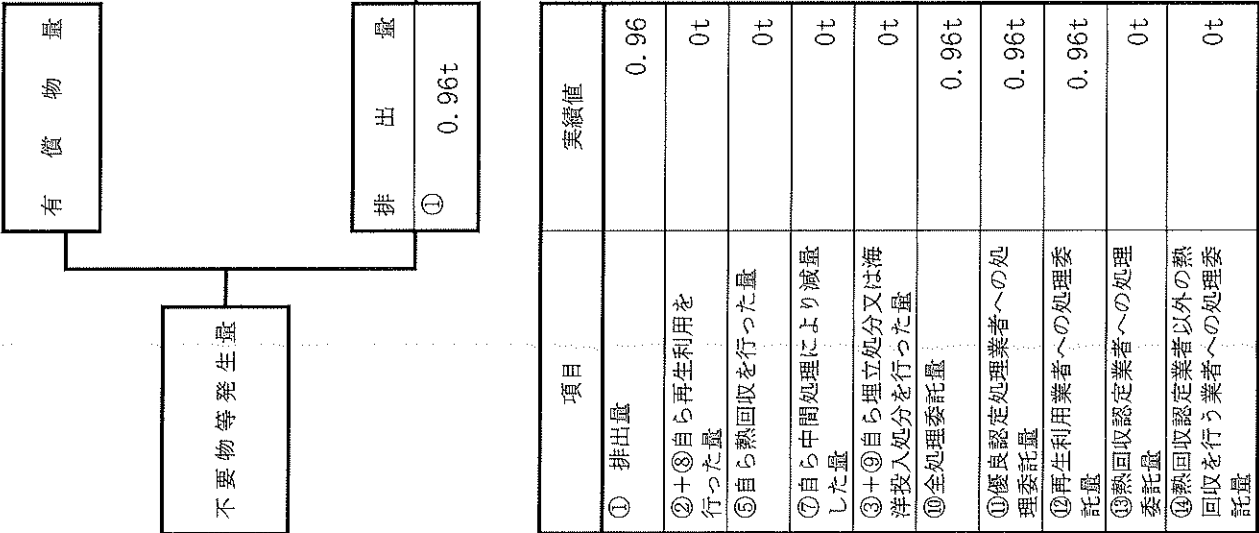 有償物量
不要物等発生量
排出量
① 0.96t
項目 実績値
① 排出量 0.96
②+⑧自ら再生利用を
行った量 0t
⑤自ら熱回収を行った量 0t
⑦自ら中間処理により減量
した量 0t
③+⑨自ら埋立処分又は海
洋投入処分を行った量 0t
⑩全処理委託量 0.96t
⑪優良認定処理業者への処
理委託量 0.96t
⑫再生利用業者への処理委
託量 0.96t
⑬熱回収認定業者への処理
委託量 0t
⑭熱回収認定業者以外の熱
回収を行う業者への処理委
託量 0t